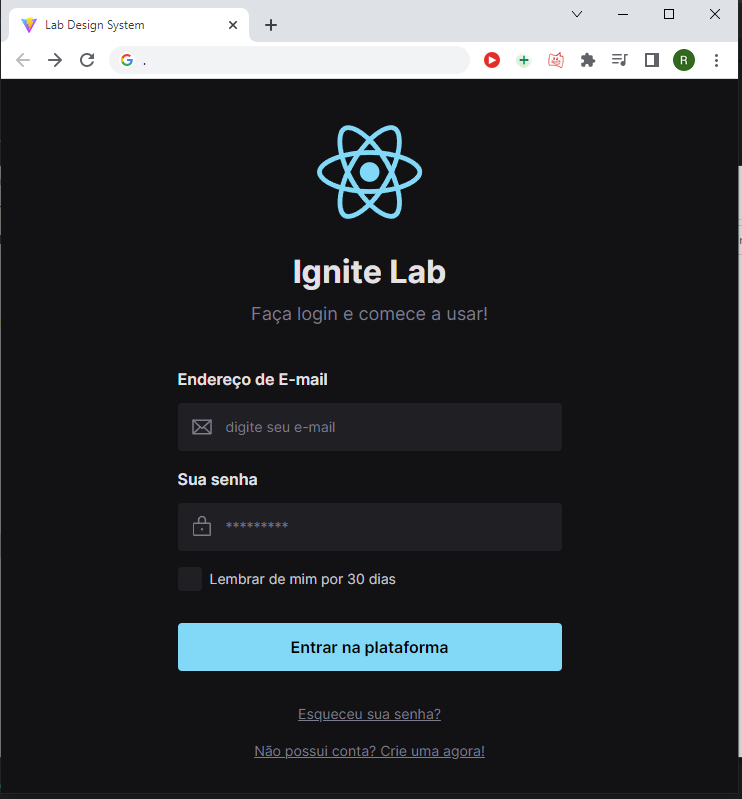 Lab Design System
.
R
Ignite Lab
Faça login e comece a usar!
Endereço de E-mail
digite seu e-mail
Sua senha
*********
Lembrar de mim por 30 dias
Entrar na plataforma
Esqueceu sua senha?
Não possui conta? Crie uma agora!